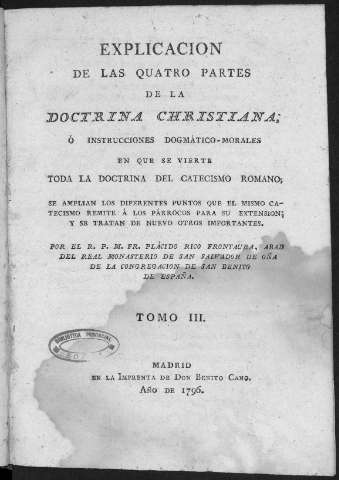 EXPLICACION
DE LAS QUATRO PARTES
DE LA
DOCTRINA CHRISTIANA;
Ó INSTRUCCIONES DOGMÁTICO-MORALES
EN QUE SE VIERTE
TODA LA DOCTRINA DEL CATECISMO ROMANO;
SE AMPLIAN LOS DIFERENTES PUNTOS QUE EL MISMO CA-
TECISMO REMITE Á LOS PÁRROCOS PARA SU EXTENSION;
Y SE TRATAN DE NUEVO OTROS IMPORTANTES.
POR EL R. P. M. FR. PLÁCIDO RICO FRONTAURA, ABAD
DEL REAL MONASTERIO DE SAN SALVADOR DE OÑA
DE LA CONGREGACION DE SAN BENITO
DE ESPAÑA.
TOMO III.
BIBLIOTECA PROVINCIAL
MADRID
EN LA IMPRENTA DE DON BENITO CANO.
AÑO DE 1796.